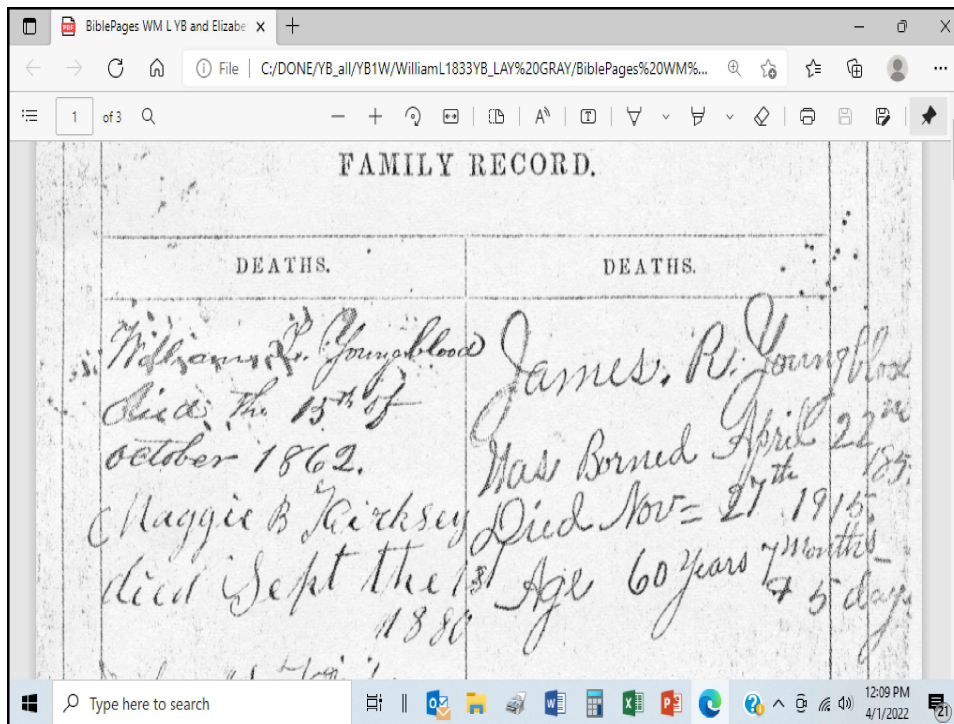 BiblePages WM L YB and Elizabe
File
C:/DONE/YB_all/YB1W/WilliamL1833YB_LAY%20GRAY/BiblePages%20WM%...
1 of 3
FAMILY RECORD.
DEATHS.
William L. Youngblood
Died the 15th of
october 1862.
Maggie B Kirksey
died Sept the 1st
1880
DEATHS.
James. R. Youngblood
Was Borned April 22nd
185
Died Nov= 27th 1915.
Age 60 Years 7 Months
& 5 days
Type here to search
12:09 PM
4/1/2022
21